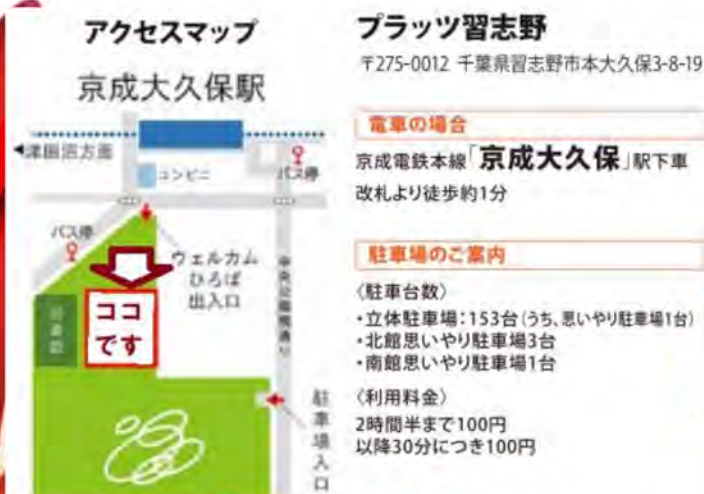 アクセスマップ
京成大久保駅
◀津田沼方面
コンビニ
バス停
バス停
ウェルカム
ひろば
出入口
ココ
です
中央公園横通り
駐車場入口
プラッツ習志野
〒275-0012 千葉県習志野市本大久保3-8-19
電車の場合
京成電鉄本線「京成大久保」駅下車
改札より徒歩約1分
駐車場のご案内
〈駐車台数〉
・立体駐車場：153台（うち、思いやり駐車場1台）
・北館思いやり駐車場3台
・南館思いやり駐車場1台
〈利用料金〉
2時間半まで100円
以降30分につき100円